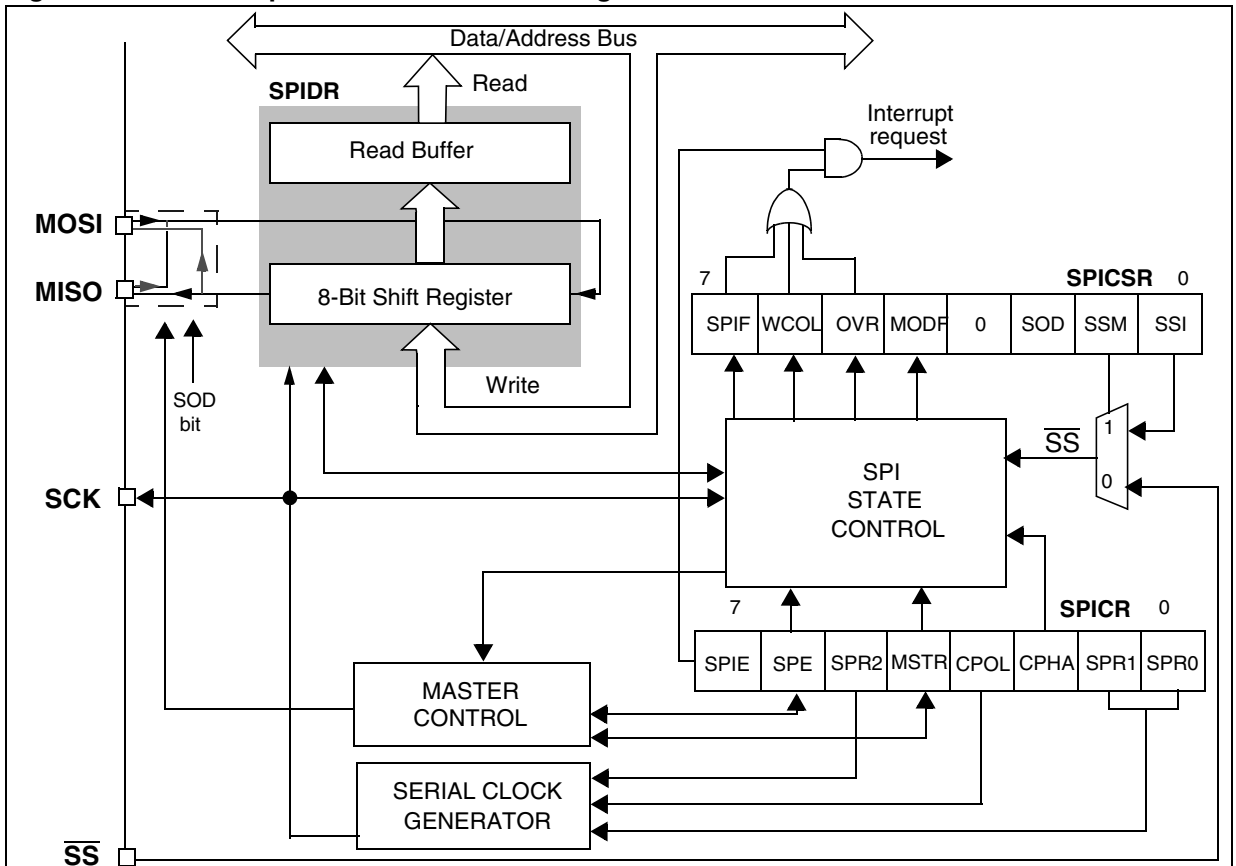 Data/Address Bus
SPIDR
Read
Read Buffer
Interrupt
request
MOSI
MISO
8-Bit Shift Register
Write
SOD
bit
7
SPICSR
0
SPIF WCOL OVR MODF 0 SOD SSM SSI
1
SS
0
SCK
SPI
STATE
CONTROL
7
SPICR
0
SPIE SPE SPR2 MSTR CPOL CPHA SPR1 SPR0
MASTER
CONTROL
SERIAL CLOCK
GENERATOR
SS